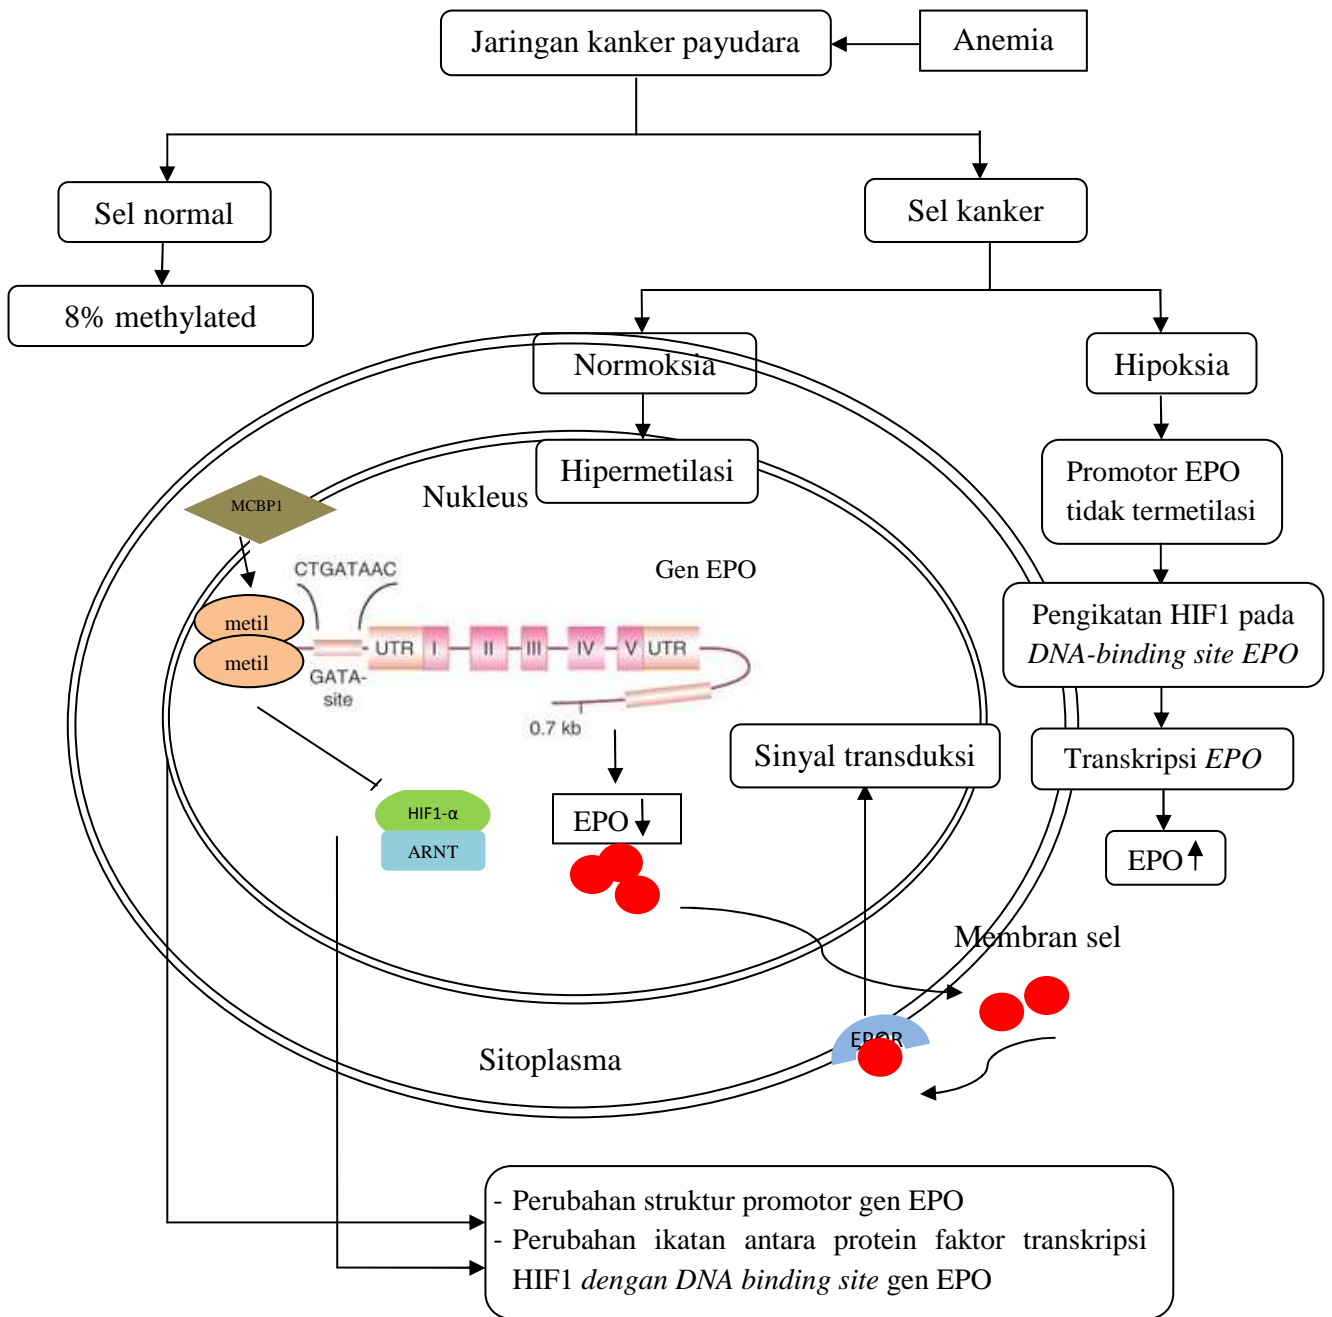 Jaringan kanker payudara
Anemia
Sel normal
Sel kanker
8% methylated
Normoksia
Hipoksia
Hipermetilasi
Promotor EPO
tidak termetilasi
Nukleus
MCBP1
CTGATAAC
Gen EPO
metil
metil
UTR I II III IV V UTR
GATA-
site
0.7 kb
Pengikatan HIF1 pada
DNA-binding site EPO
Sinyal transduksi
Transkripsi EPO
HIF1-α
ARNT
EPO
EPO
Membran sel
EPOR
Sitoplasma
- Perubahan struktur promotor gen EPO
- Perubahan ikatan antara protein faktor transkripsi
HIF1 dengan DNA binding site gen EPO